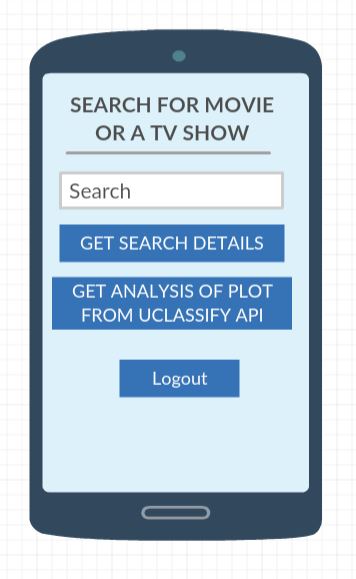 SEARCH FOR MOVIE
OR A TV SHOW
Search
GET SEARCH DETAILS
GET ANALYSIS OF PLOT
FROM UCLASSIFY API
Logout